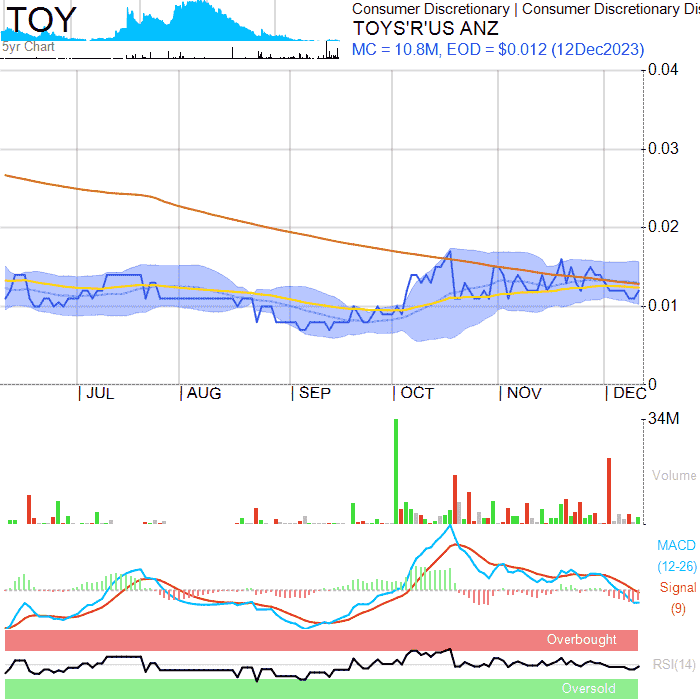 TOY
5yr Chart
Consumer Discretionary | Consumer Discretionary Dis
TOYS'R'US ANZ
MC = 10.8M, EOD = $0.012 (12Dec2023)
0.04
0.03
0.02
0.01
0
JUL AUG SEP OCT NOV DEC
34M
Volume
MACD
(12-26)
Signal
(9)
Overbought
RSI(14)
Oversold